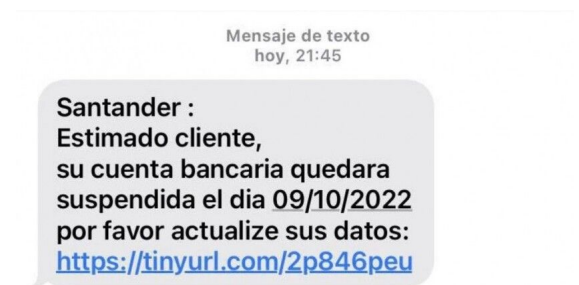 Mensaje de texto
hoy, 21:45
Santander :
Estimado cliente,
su cuenta bancaria quedara
suspendida el dia 09/10/2022
por favor actualize sus datos:
https://tinyurl.com/2p846peu